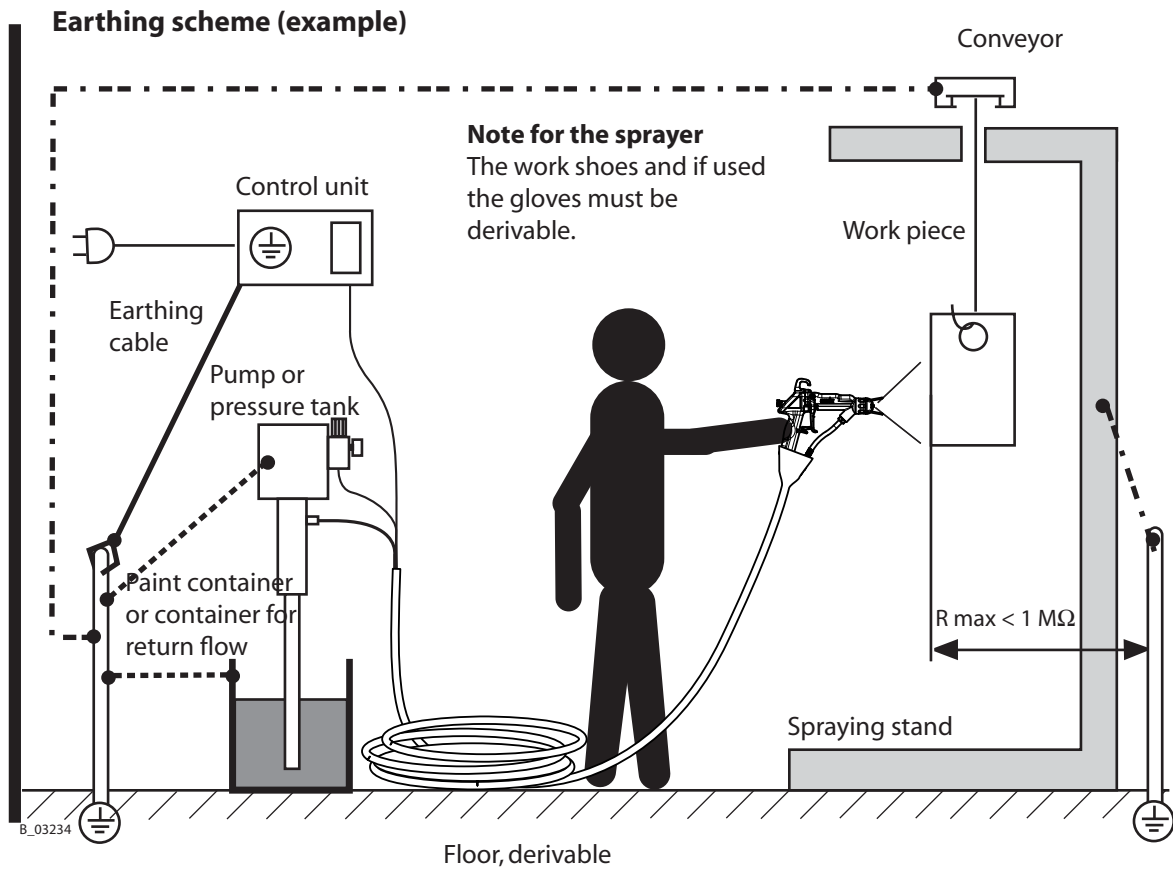 Earthing scheme (example)
Conveyor
Note for the sprayer
The work shoes and if used
the gloves must be
derivable.
Control unit
Work piece
Earthing
cable
Pump or
pressure tank
Paint container
or container for
return flow
R max < 1 MΩ
Spraying stand
B_03234
Floor, derivable